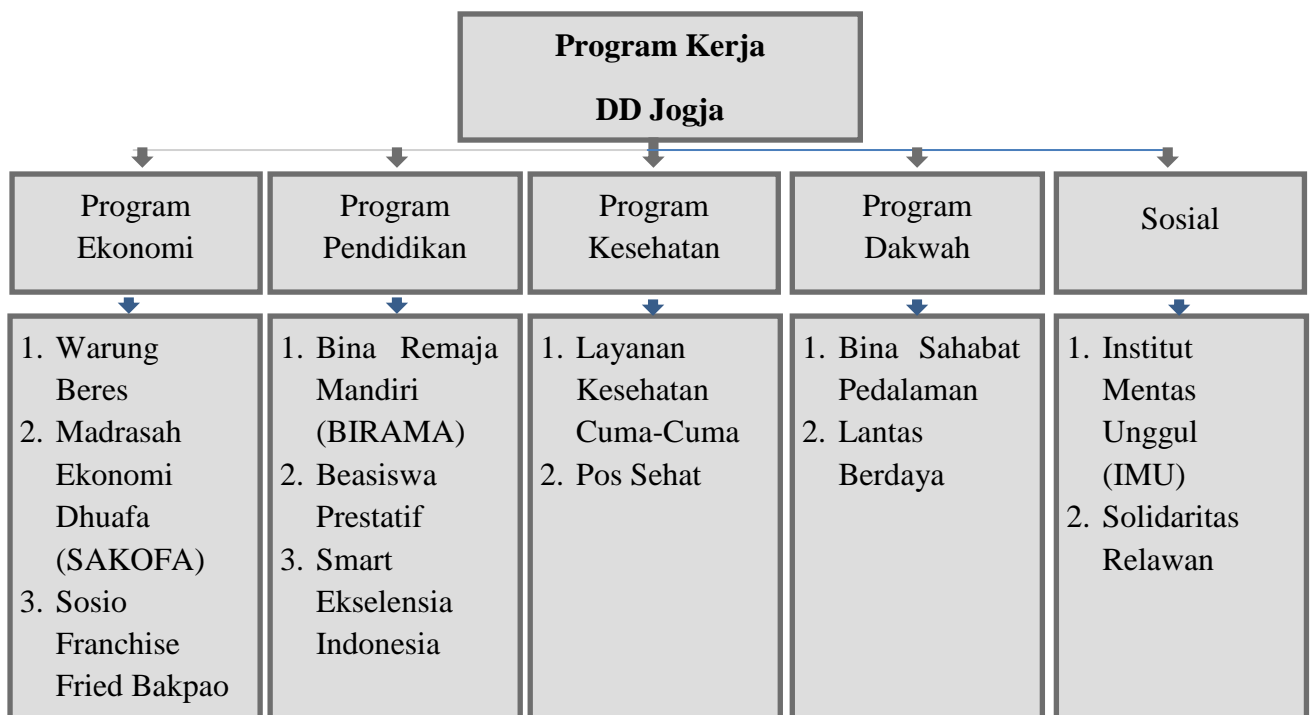 Program Kerja
DD Jogja
Program
Ekonomi
Program
Pendidikan
Program
Kesehatan
Program
Dakwah
Sosial
1. Warung
Beres
2. Madrasah
Ekonomi
Dhuafa
(SAKOFA)
3. Sosio
Franchise
Fried Bakpao
1. Bina Remaja
Mandiri
(BIRAMA)
2. Beasiswa
Prestatif
3. Smart
Ekselensia
Indonesia
1. Layanan
Kesehatan
Cuma-Cuma
2. Pos Sehat
1. Bina Sahabat
Pedalaman
2. Lantas
Berdaya
1. Institut
Mentas
Unggul
(IMU)
2. Solidaritas
Relawan